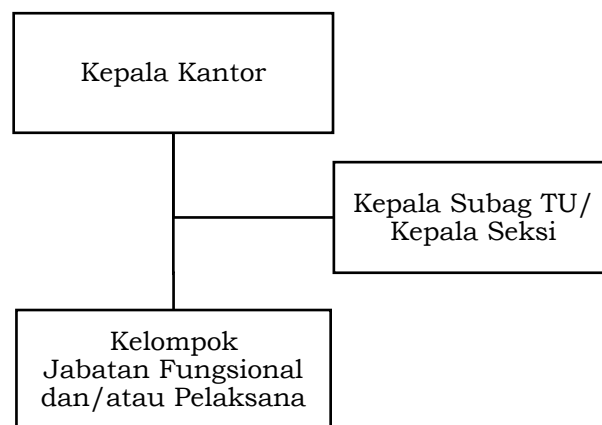 Kepala Kantor
Kepala Subag TU/
Kepala Seksi
Kelompok
Jabatan Fungsional
dan/atau Pelaksana